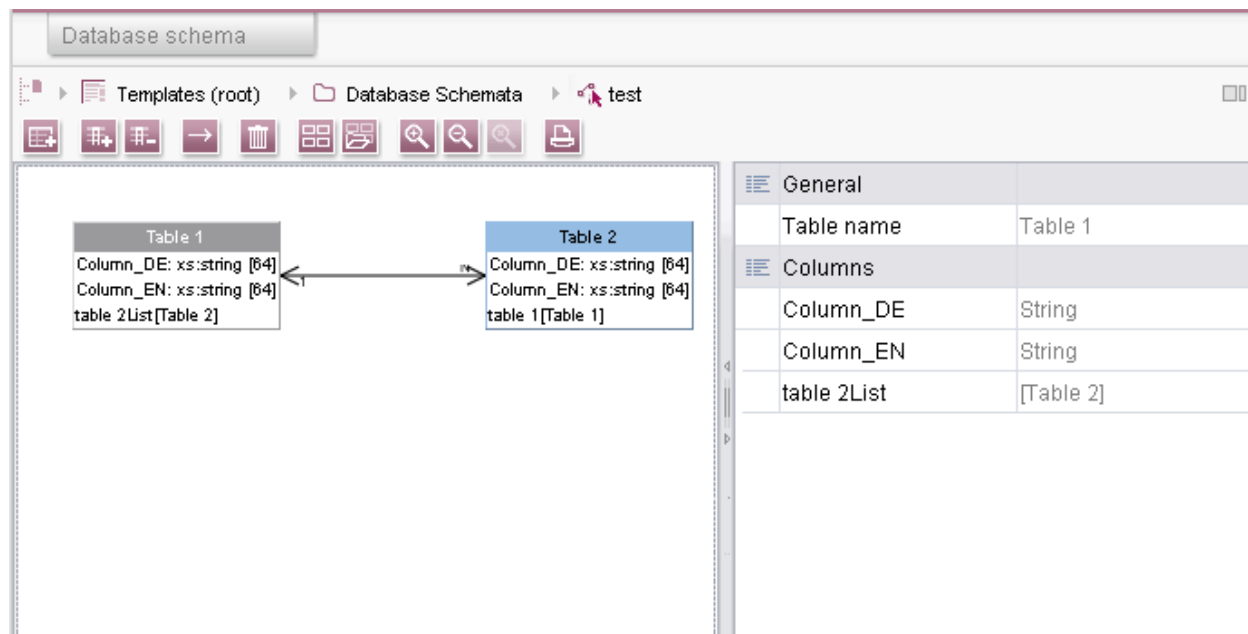 Database schema
Templates (root) Database Schemata test
General
Table name Table 1
Columns
Column_DE String
Column_EN String
table 2List [Table 2]
Table 1
Column_DE: xs:string [64]
Column_EN: xs:string [64]
table 2List[Table 2]
1
Table 2
Column_DE: xs:string [64]
Column_EN: xs:string [64]
table 1[Table 1]